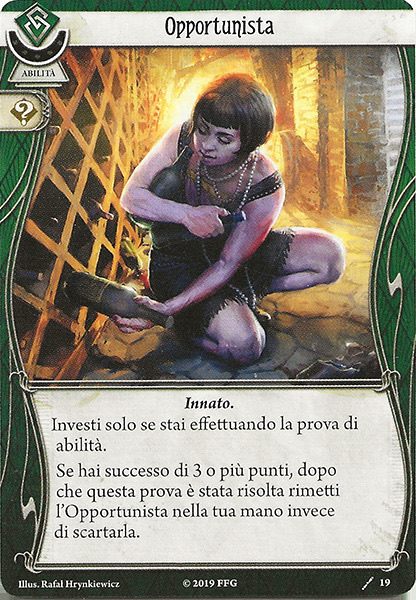 Opportunista
ABILITÀ
?
Innato.
Investi solo se stai effettuando la prova di
abilità.
Se hai successo di 3 o più punti, dopo
che questa prova è stata risolta rimetti
l'Opportunista nella tua mano invece
di scartarla.
Illus. Rafal Hrynkiewicz © 2019 FFG 19